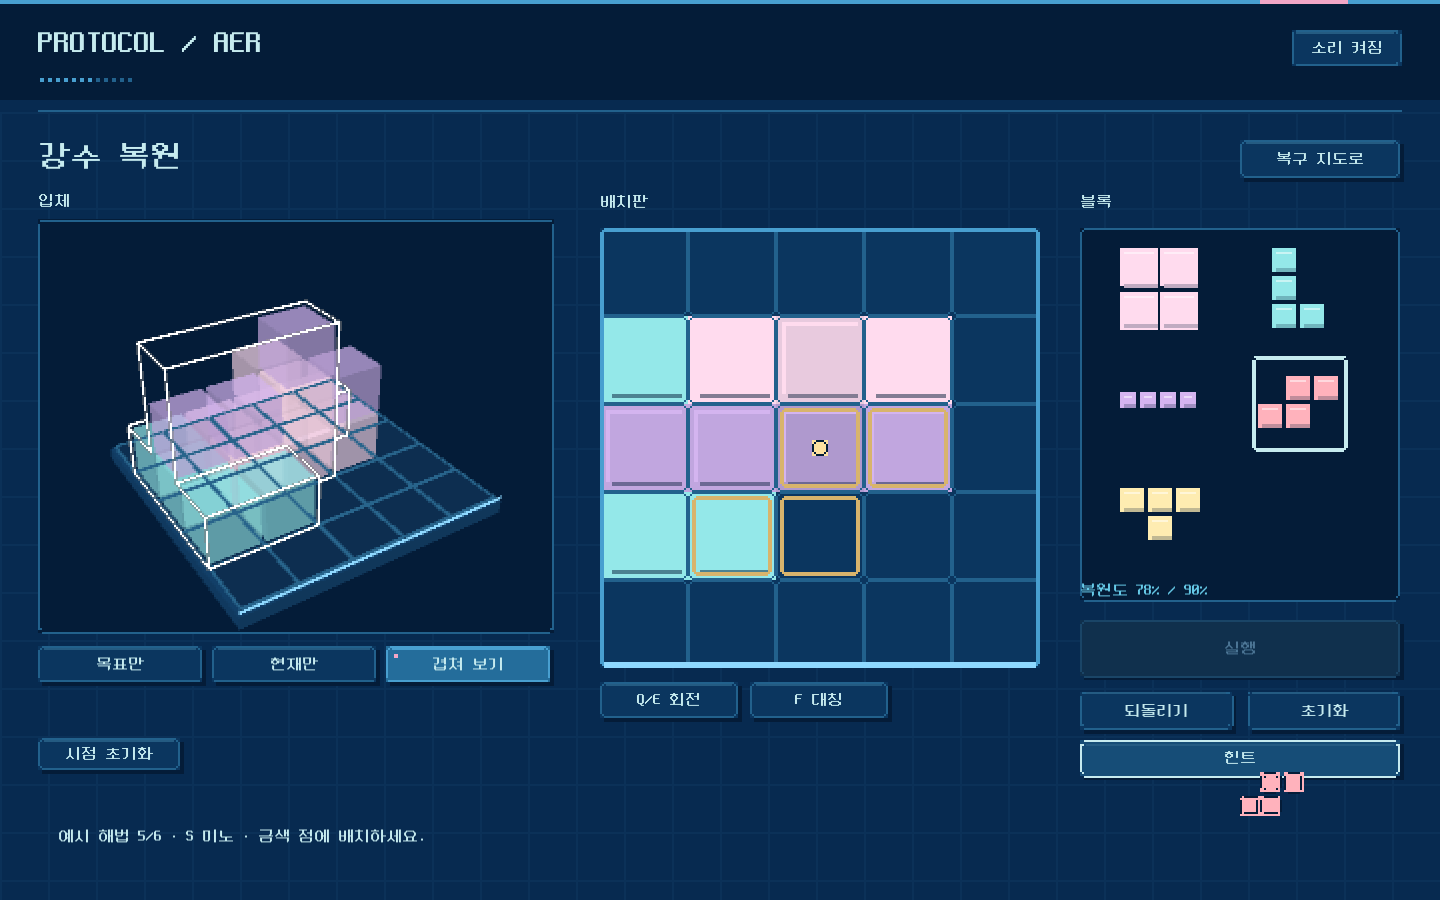 PROTOCOL / AER
소리 켜짐
강수 복원
복구 지도로
입체
배치판
블록
복원도 78% / 90%
목표만
현재만
겹쳐 보기
실행
Q/E 회전
F 대칭
되돌리기
초기화
시점 초기화
힌트
예시 해법 5/6 · S 미노 · 금색 점에 배치하세요.